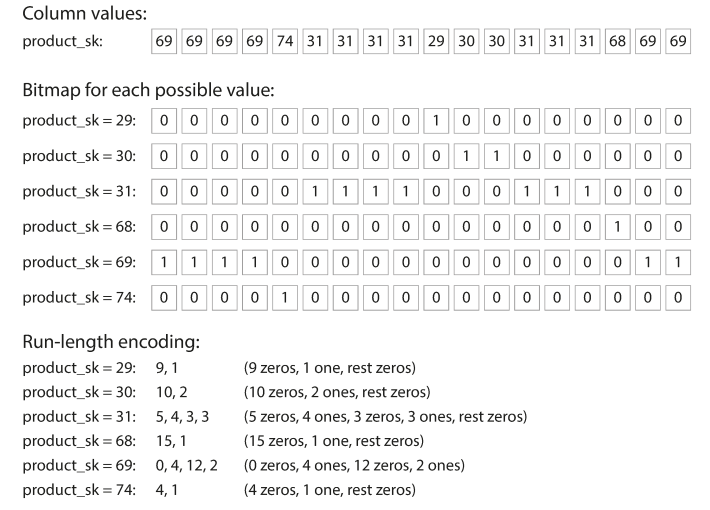 Column values:
product_sk: 69 69 69 69 74 31 31 31 31 29 30 30 31 31 31 68 69 69
Bitmap for each possible value:
product_sk = 29: 0 0 0 0 0 0 0 0 0 1 0 0 0 0 0 0 0 0
product_sk = 30: 0 0 0 0 0 0 0 0 0 0 1 1 0 0 0 0 0 0
product_sk = 31: 0 0 0 0 0 1 1 1 1 0 0 0 1 1 1 0 0 0
product_sk = 68: 0 0 0 0 0 0 0 0 0 0 0 0 0 0 0 1 0 0
product_sk = 69: 1 1 1 1 0 0 0 0 0 0 0 0 0 0 0 0 1 1
product_sk = 74: 0 0 0 0 1 0 0 0 0 0 0 0 0 0 0 0 0 0
Run-length encoding:
product_sk = 29: 9, 1 (9 zeros, 1 one, rest zeros)
product_sk = 30: 10, 2 (10 zeros, 2 ones, rest zeros)
product_sk = 31: 5, 4, 3, 3 (5 zeros, 4 ones, 3 zeros, 3 ones, rest zeros)
product_sk = 68: 15, 1 (15 zeros, 1 one, rest zeros)
product_sk = 69: 0, 4, 12, 2 (0 zeros, 4 ones, 12 zeros, 2 ones)
product_sk = 74: 4, 1 (4 zeros, 1 one, rest zeros)